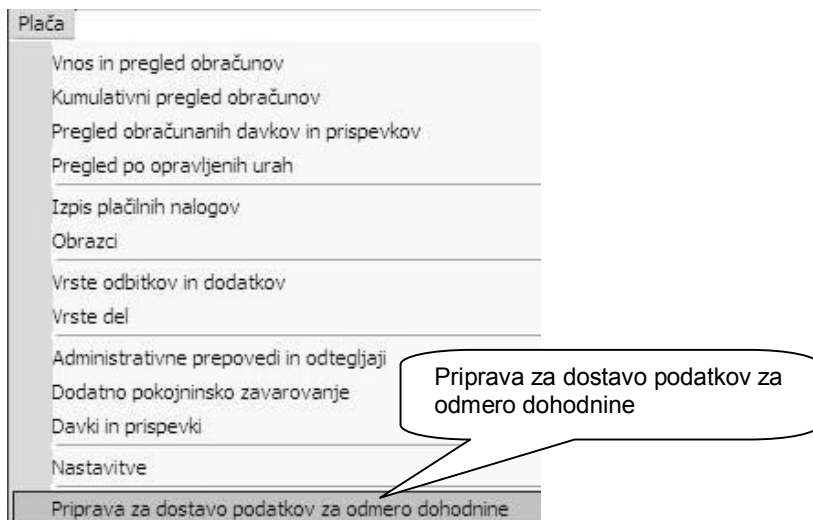 Plača
Vnos in pregled obračunov
Kumulativni pregled obračunov
Pregled obračunanih davkov in prispevkov
Pregled po opravljenih urah
Izpis plačilnih nalogov
Obrazci
Vrste odbitkov in dodatkov
Vrste del
Administrativne prepovedi in odtegljaji
Dodatno pokojninsko zavarovanje
Davki in prispevki
Nastavitve
Priprava za dostavo podatkov za odmero dohodnine
Priprava za dostavo podatkov za
odmero dohodnine